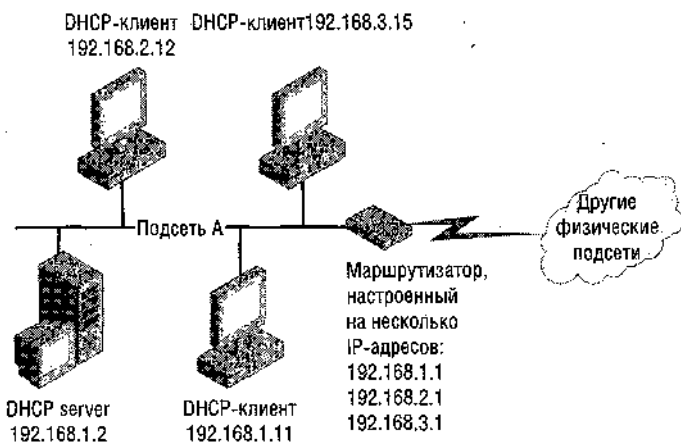 DHCP-клиент
192.168.2.12
DHCP-клиент192.168.3.15
Подсеть А
Другие
физические
подсети
Маршрутизатор,
настроенный
на несколько
IP-адресов:
192.168.1.1
192.168.2.1
192.168.3.1
DHCP server
192.168.1.2
DHCP-клиент
192.168.1.11